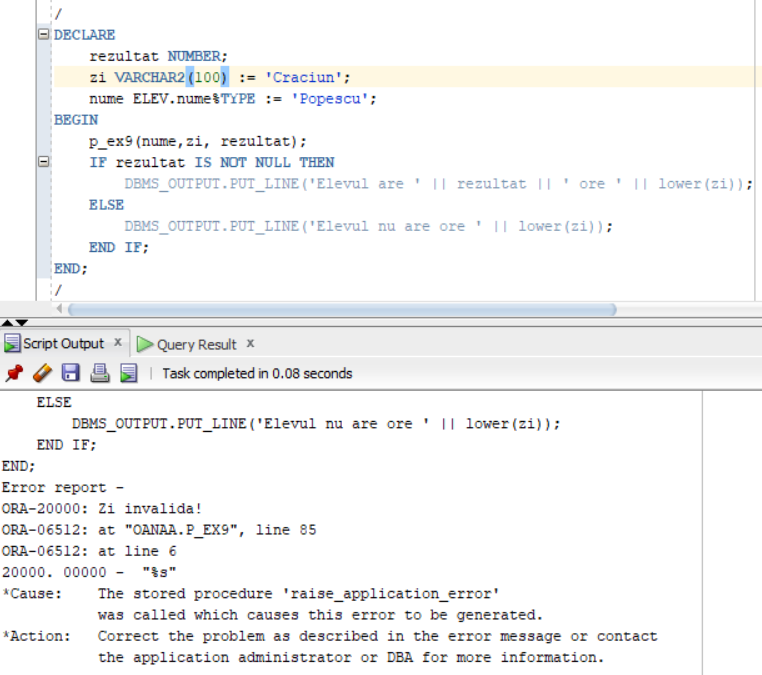 /
DECLARE
rezultat NUMBER;
zi VARCHAR2(100) := 'Craciun';
nume ELEV.nume%TYPE := 'Popescu';
BEGIN
p_ex9(nume,zi, rezultat);
IF rezultat IS NOT NULL THEN
DBMS_OUTPUT.PUT_LINE('Elevul are ' || rezultat || ' ore ' || lower(zi));
ELSE
DBMS_OUTPUT.PUT_LINE('Elevul nu are ore ' || lower(zi));
END IF;
END;
/
Script Output x Query Result x
Task completed in 0.08 seconds
ELSE
DBMS_OUTPUT.PUT_LINE('Elevul nu are ore ' || lower(zi));
END IF;
END;
Error report -
ORA-20000: Zi invalida!
ORA-06512: at "OANAA.P_EX9", line 85
ORA-06512: at line 6
20000. 00000 - "%s"
*Cause: The stored procedure 'raise_application_error'
was called which causes this error to be generated.
*Action: Correct the problem as described in the error message or contact
the application administrator or DBA for more information.